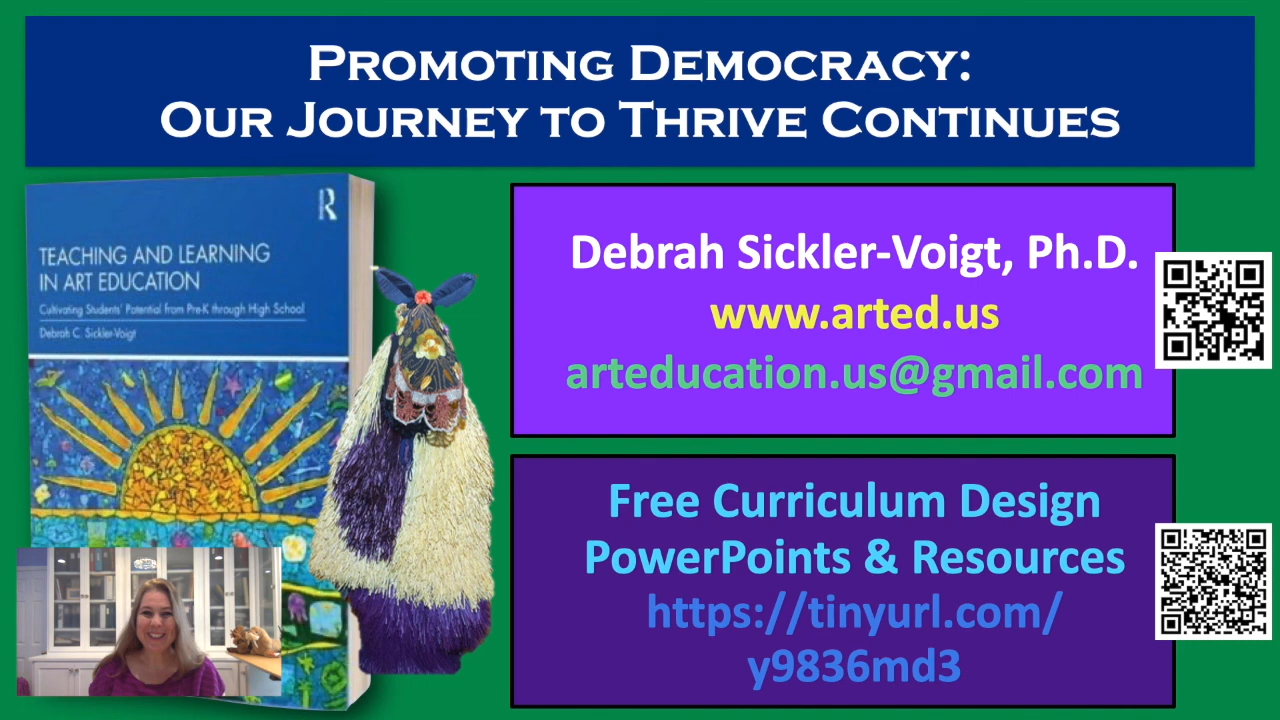 PROMOTING DEMOCRACY:
OUR JOURNEY TO THRIVE CONTINUES
R
TEACHING AND LEARNING
IN ART EDUCATION
Cultivating Students' Potential from Pre-K through High School
Debrah C. Sickler-Voigt
Debrah Sickler-Voigt, Ph.D.
www.arted.us
arteducation.us@gmail.com
Free Curriculum Design
PowerPoints & Resources
https://tinyurl.com/
y9836md3